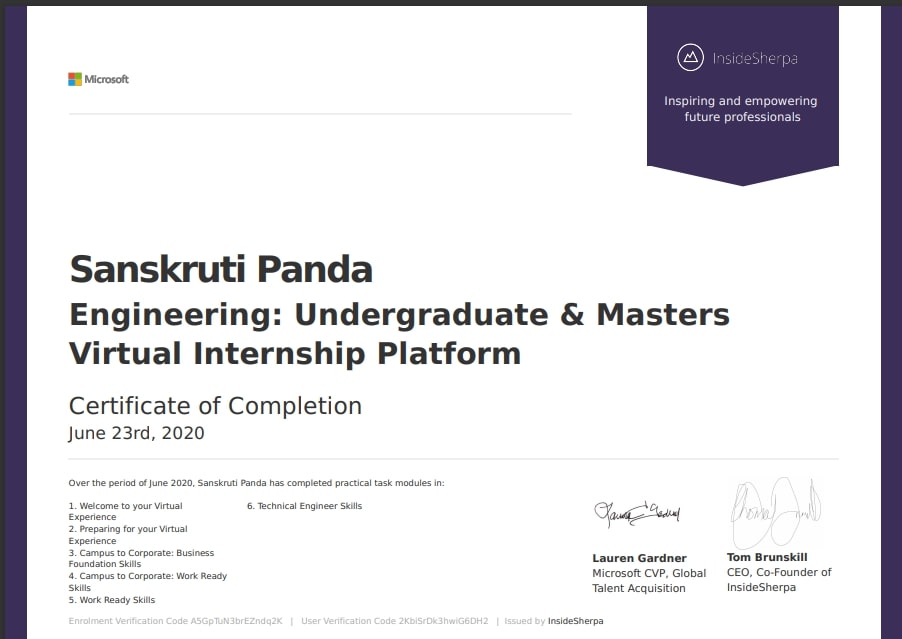 Microsoft
InsideSherpa
Inspiring and empowering
future professionals
Sanskruti Panda
Engineering: Undergraduate & Masters
Virtual Internship Platform
Certificate of Completion
June 23rd, 2020
Over the period of June 2020, Sanskruti Panda has completed practical task modules in:
1. Welcome to your Virtual
Experience
2. Preparing for your Virtual
Experience
3. Campus to Corporate: Business
Foundation Skills
4. Campus to Corporate: Work Ready
Skills
5. Work Ready Skills
6. Technical Engineer Skills
Lauren Gardner
Microsoft CVP, Global
Talent Acquisition
Tom Brunskill
CEO, Co-Founder of
InsideSherpa
Enrolment Verification Code A5GpTuN3brEZndq2K | User Verification Code 2KbiSrDk3hwiG6DH2 | Issued by InsideSherpa